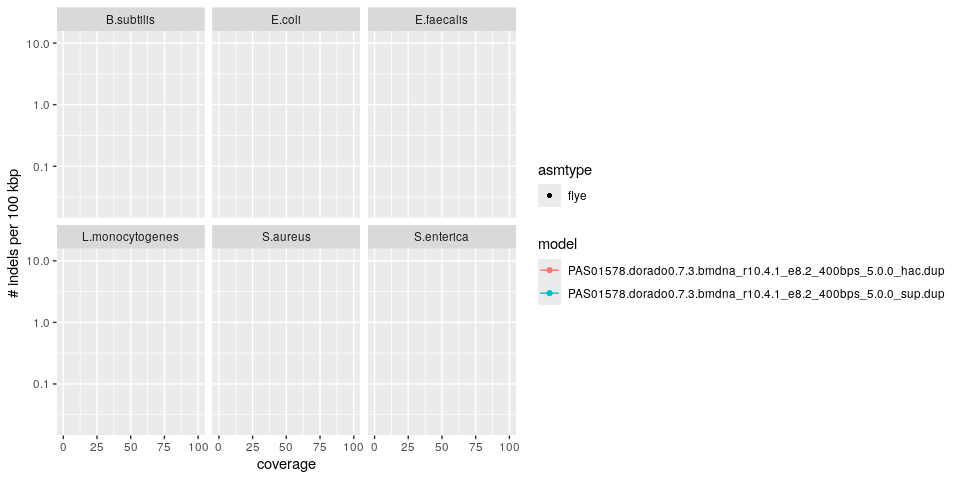 B.subtilis E.coli E.faecalis
10.0
1.0
0.1
L.monocytogenes S.aureus S.enterica
10.0
1.0
0.1
0 25 50 75 100 0 25 50 75 100 0 25 50 75 100
coverage
# indels per 100 kbp
asmtype
flye
model
PAS01578.dorado0.7.3.bmdna_r10.4.1_e8.2_400bps_5.0.0_hac.dup
PAS01578.dorado0.7.3.bmdna_r10.4.1_e8.2_400bps_5.0.0_sup.dup